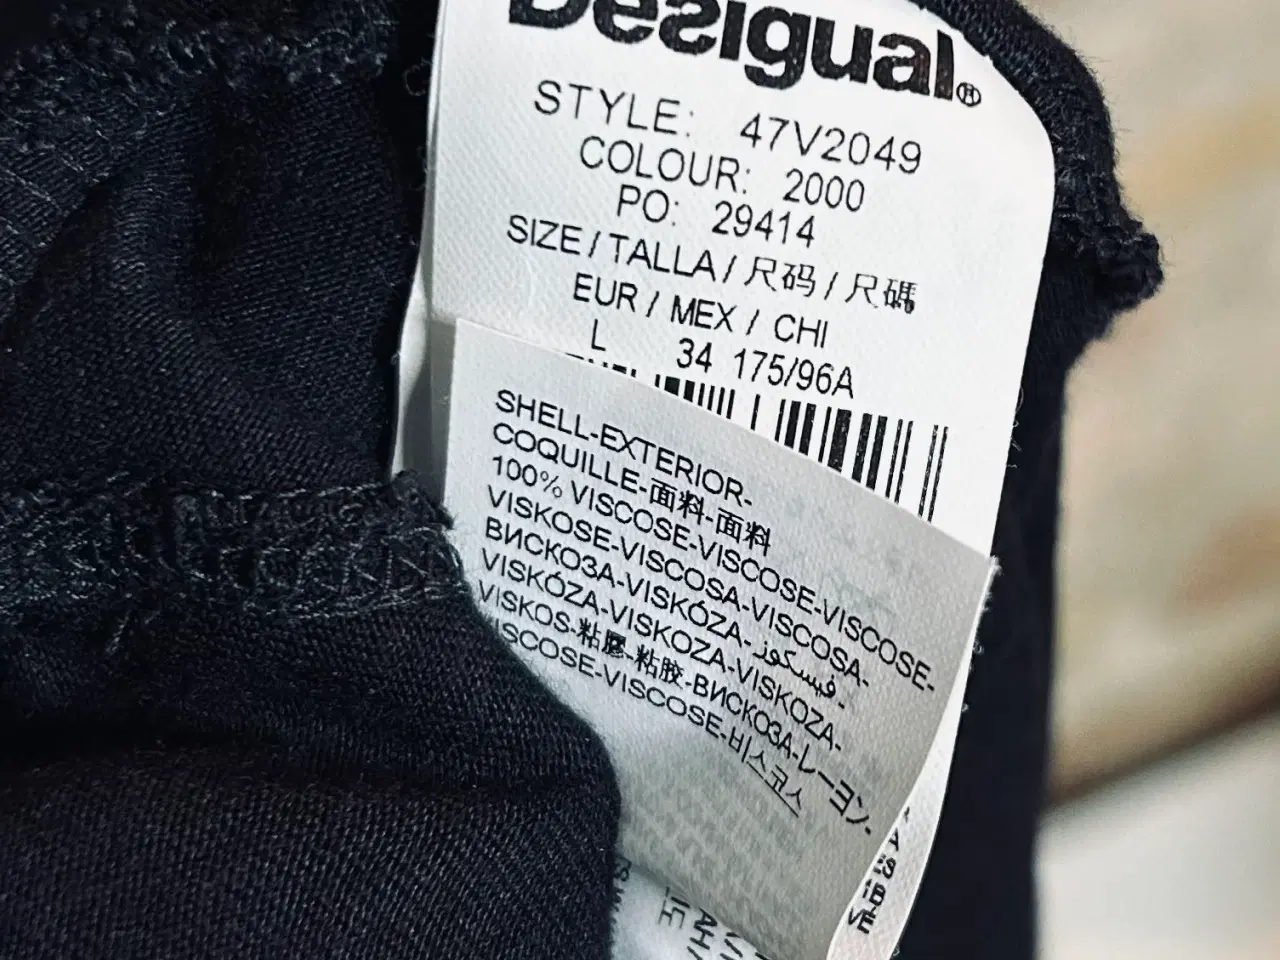 Desigual®
STYLE: 47V2049
COLOUR: 2000
PO: 29414
SIZE / TALLA / 尺码 / 尺碼
EUR / MEX / CHI
L 34 175/96A
SHELL-EXTERIOR-
COQUILLE-面料-面料
100% VISCOSE-VISCOSE-VISCOSE-
VISKOSE-VISCOSA-VISCOSA-
ВИСКОЗА-VISKÓZA-فيسكوز-
VISKÓZA-VISKOZA-VISKOZA-
VISKOS-粘膠-粘胶-ВИСКОЗА-レーヨン-
VISCOSE-VISCOSE-비스코스